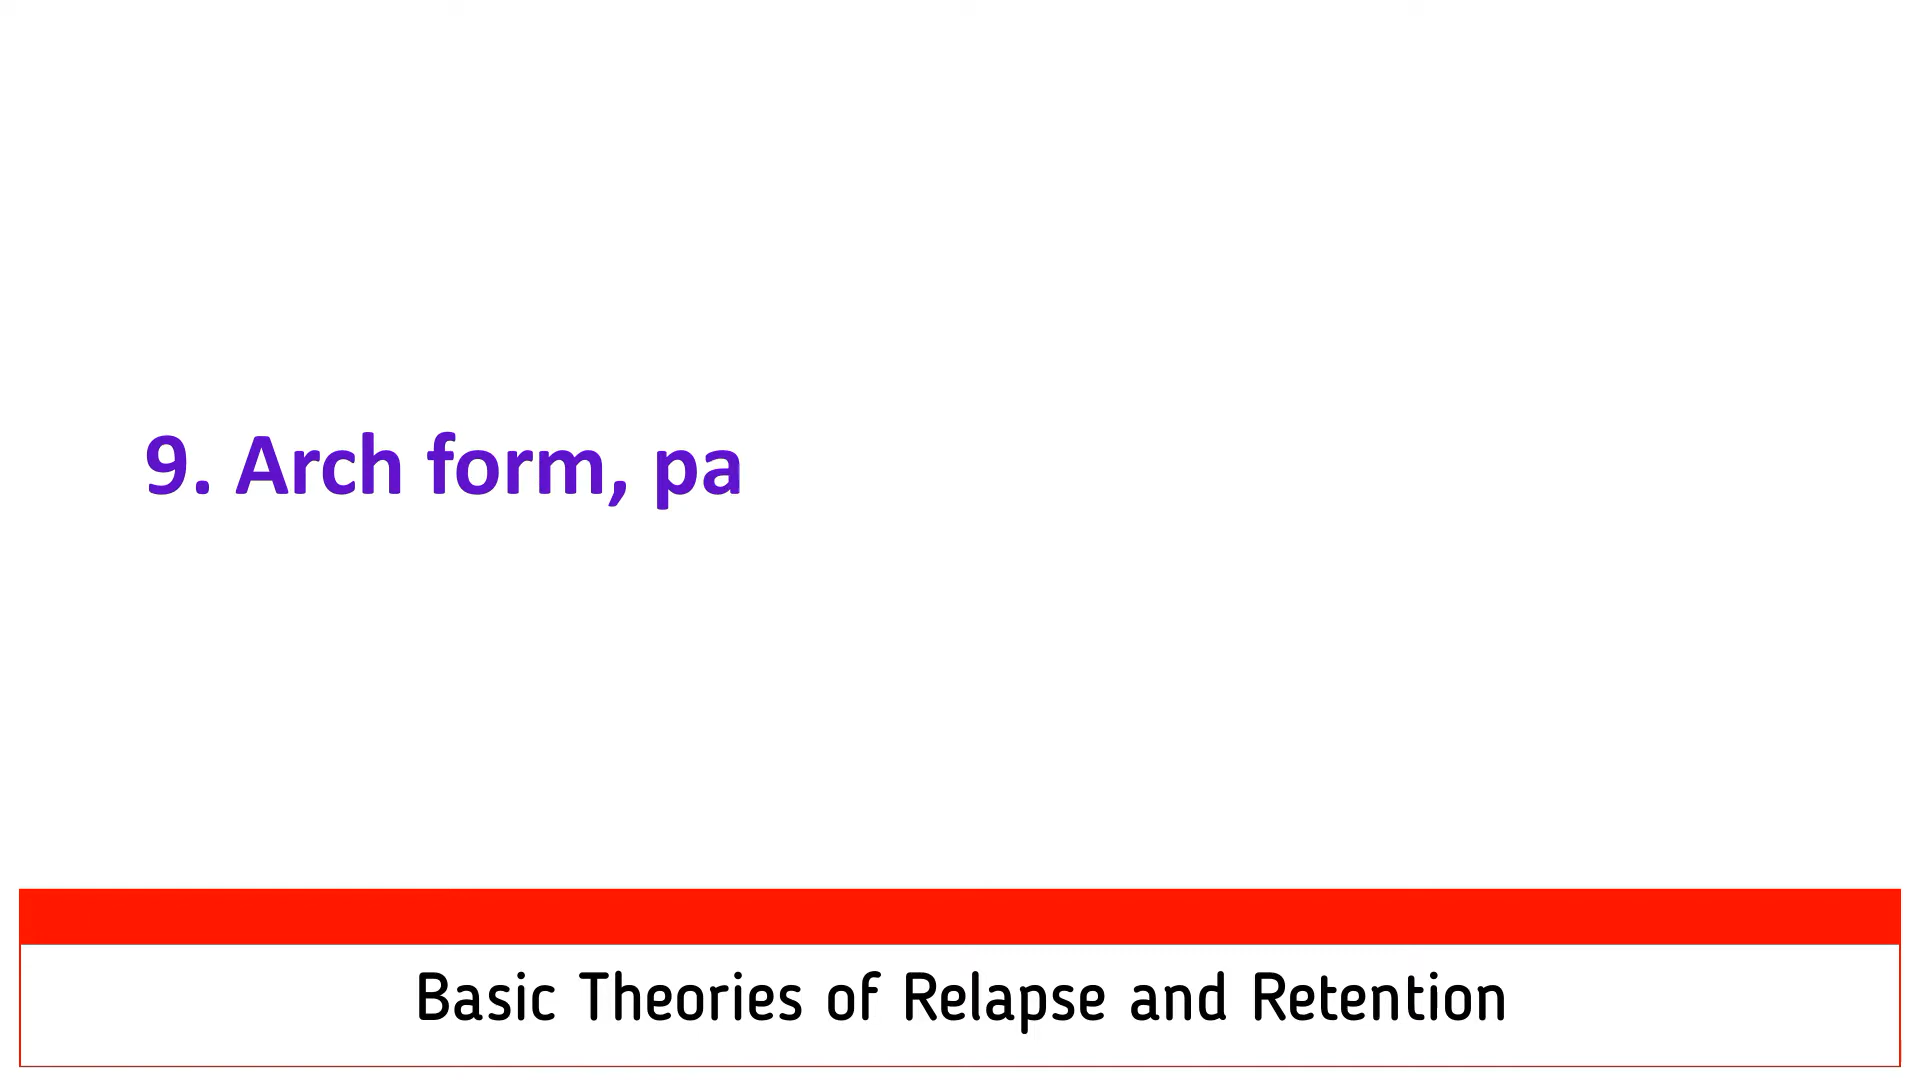 9. Arch form, pa
Basic Theories of Relapse and Retention